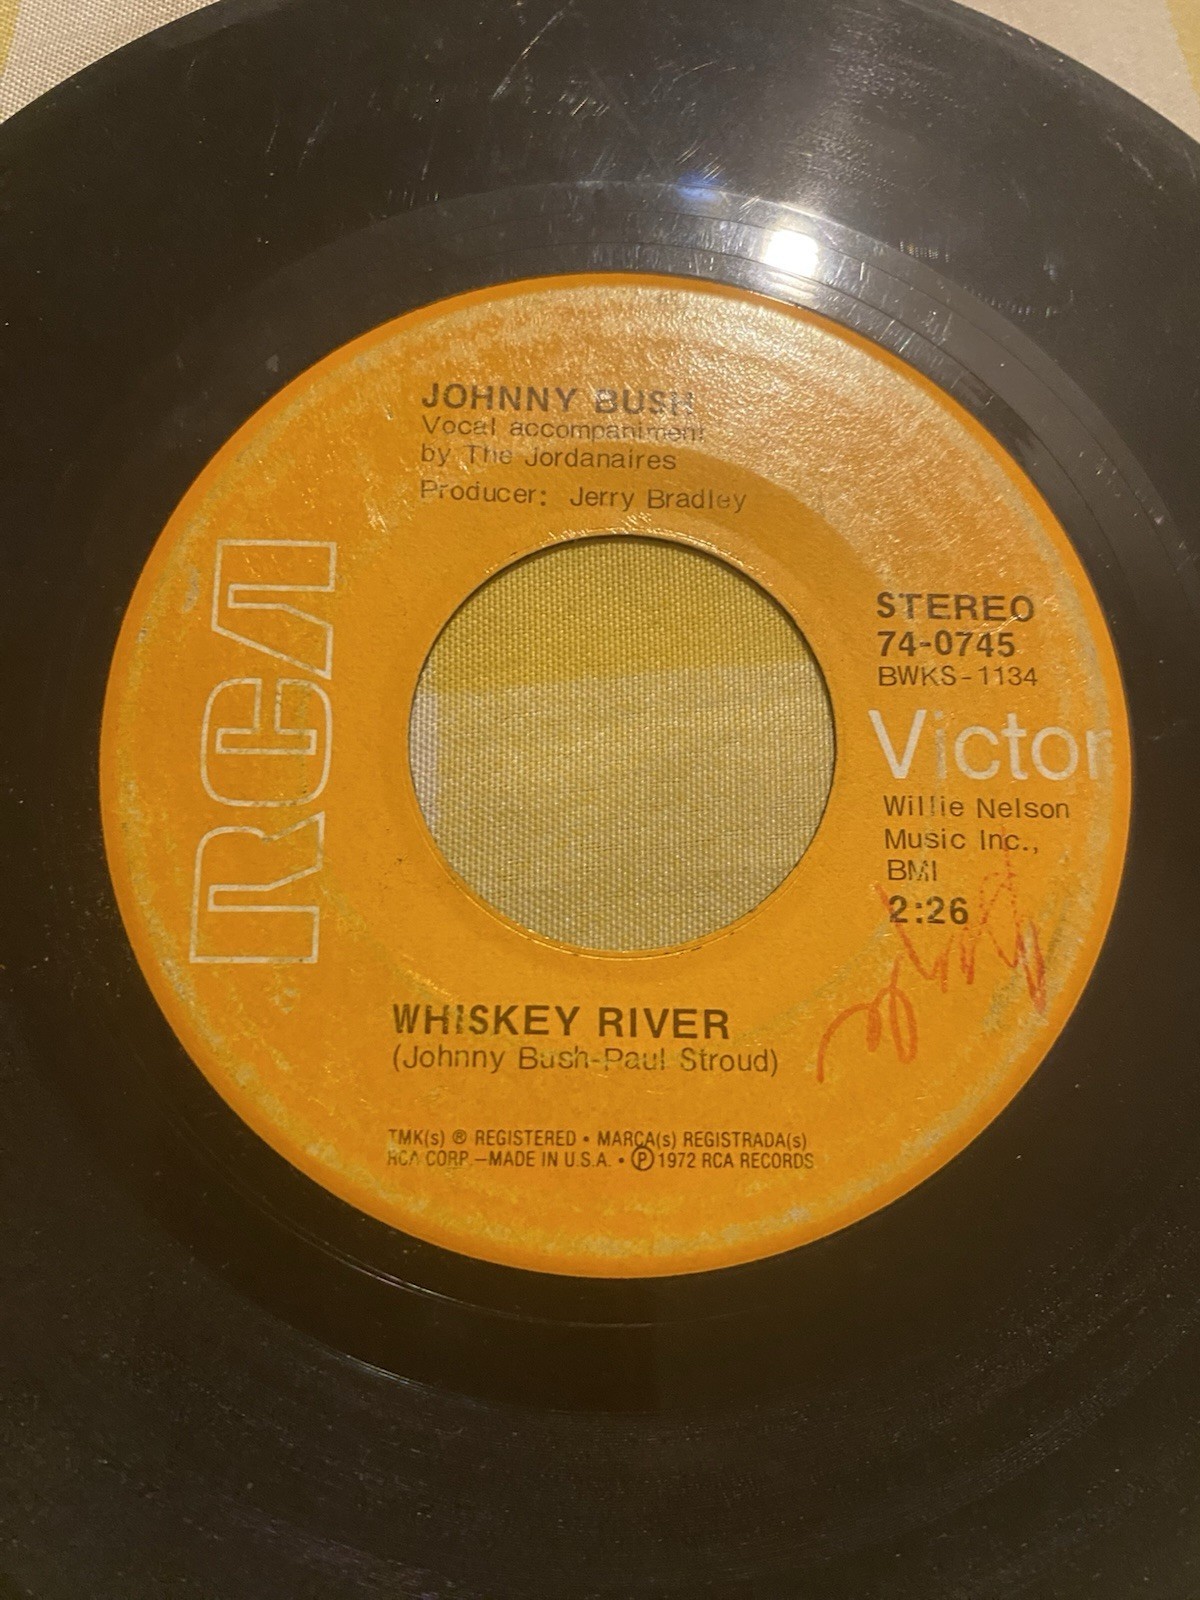 JOHNNY BUSH
Vocal accompaniment
by The Jordanaires
Producer: Jerry Bradley
RCA
STEREO
74-0745
BWKS-1134
Victor
Willie Nelson
Music Inc.,
BMI
2:26
WHISKEY RIVER
(Johnny Bush-Paul Stroud)
TMK(s) ® REGISTERED • MARCA(s) REGISTRADA(s)
RCA CORP.—MADE IN U.S.A. • ℗ 1972 RCA RECORDS